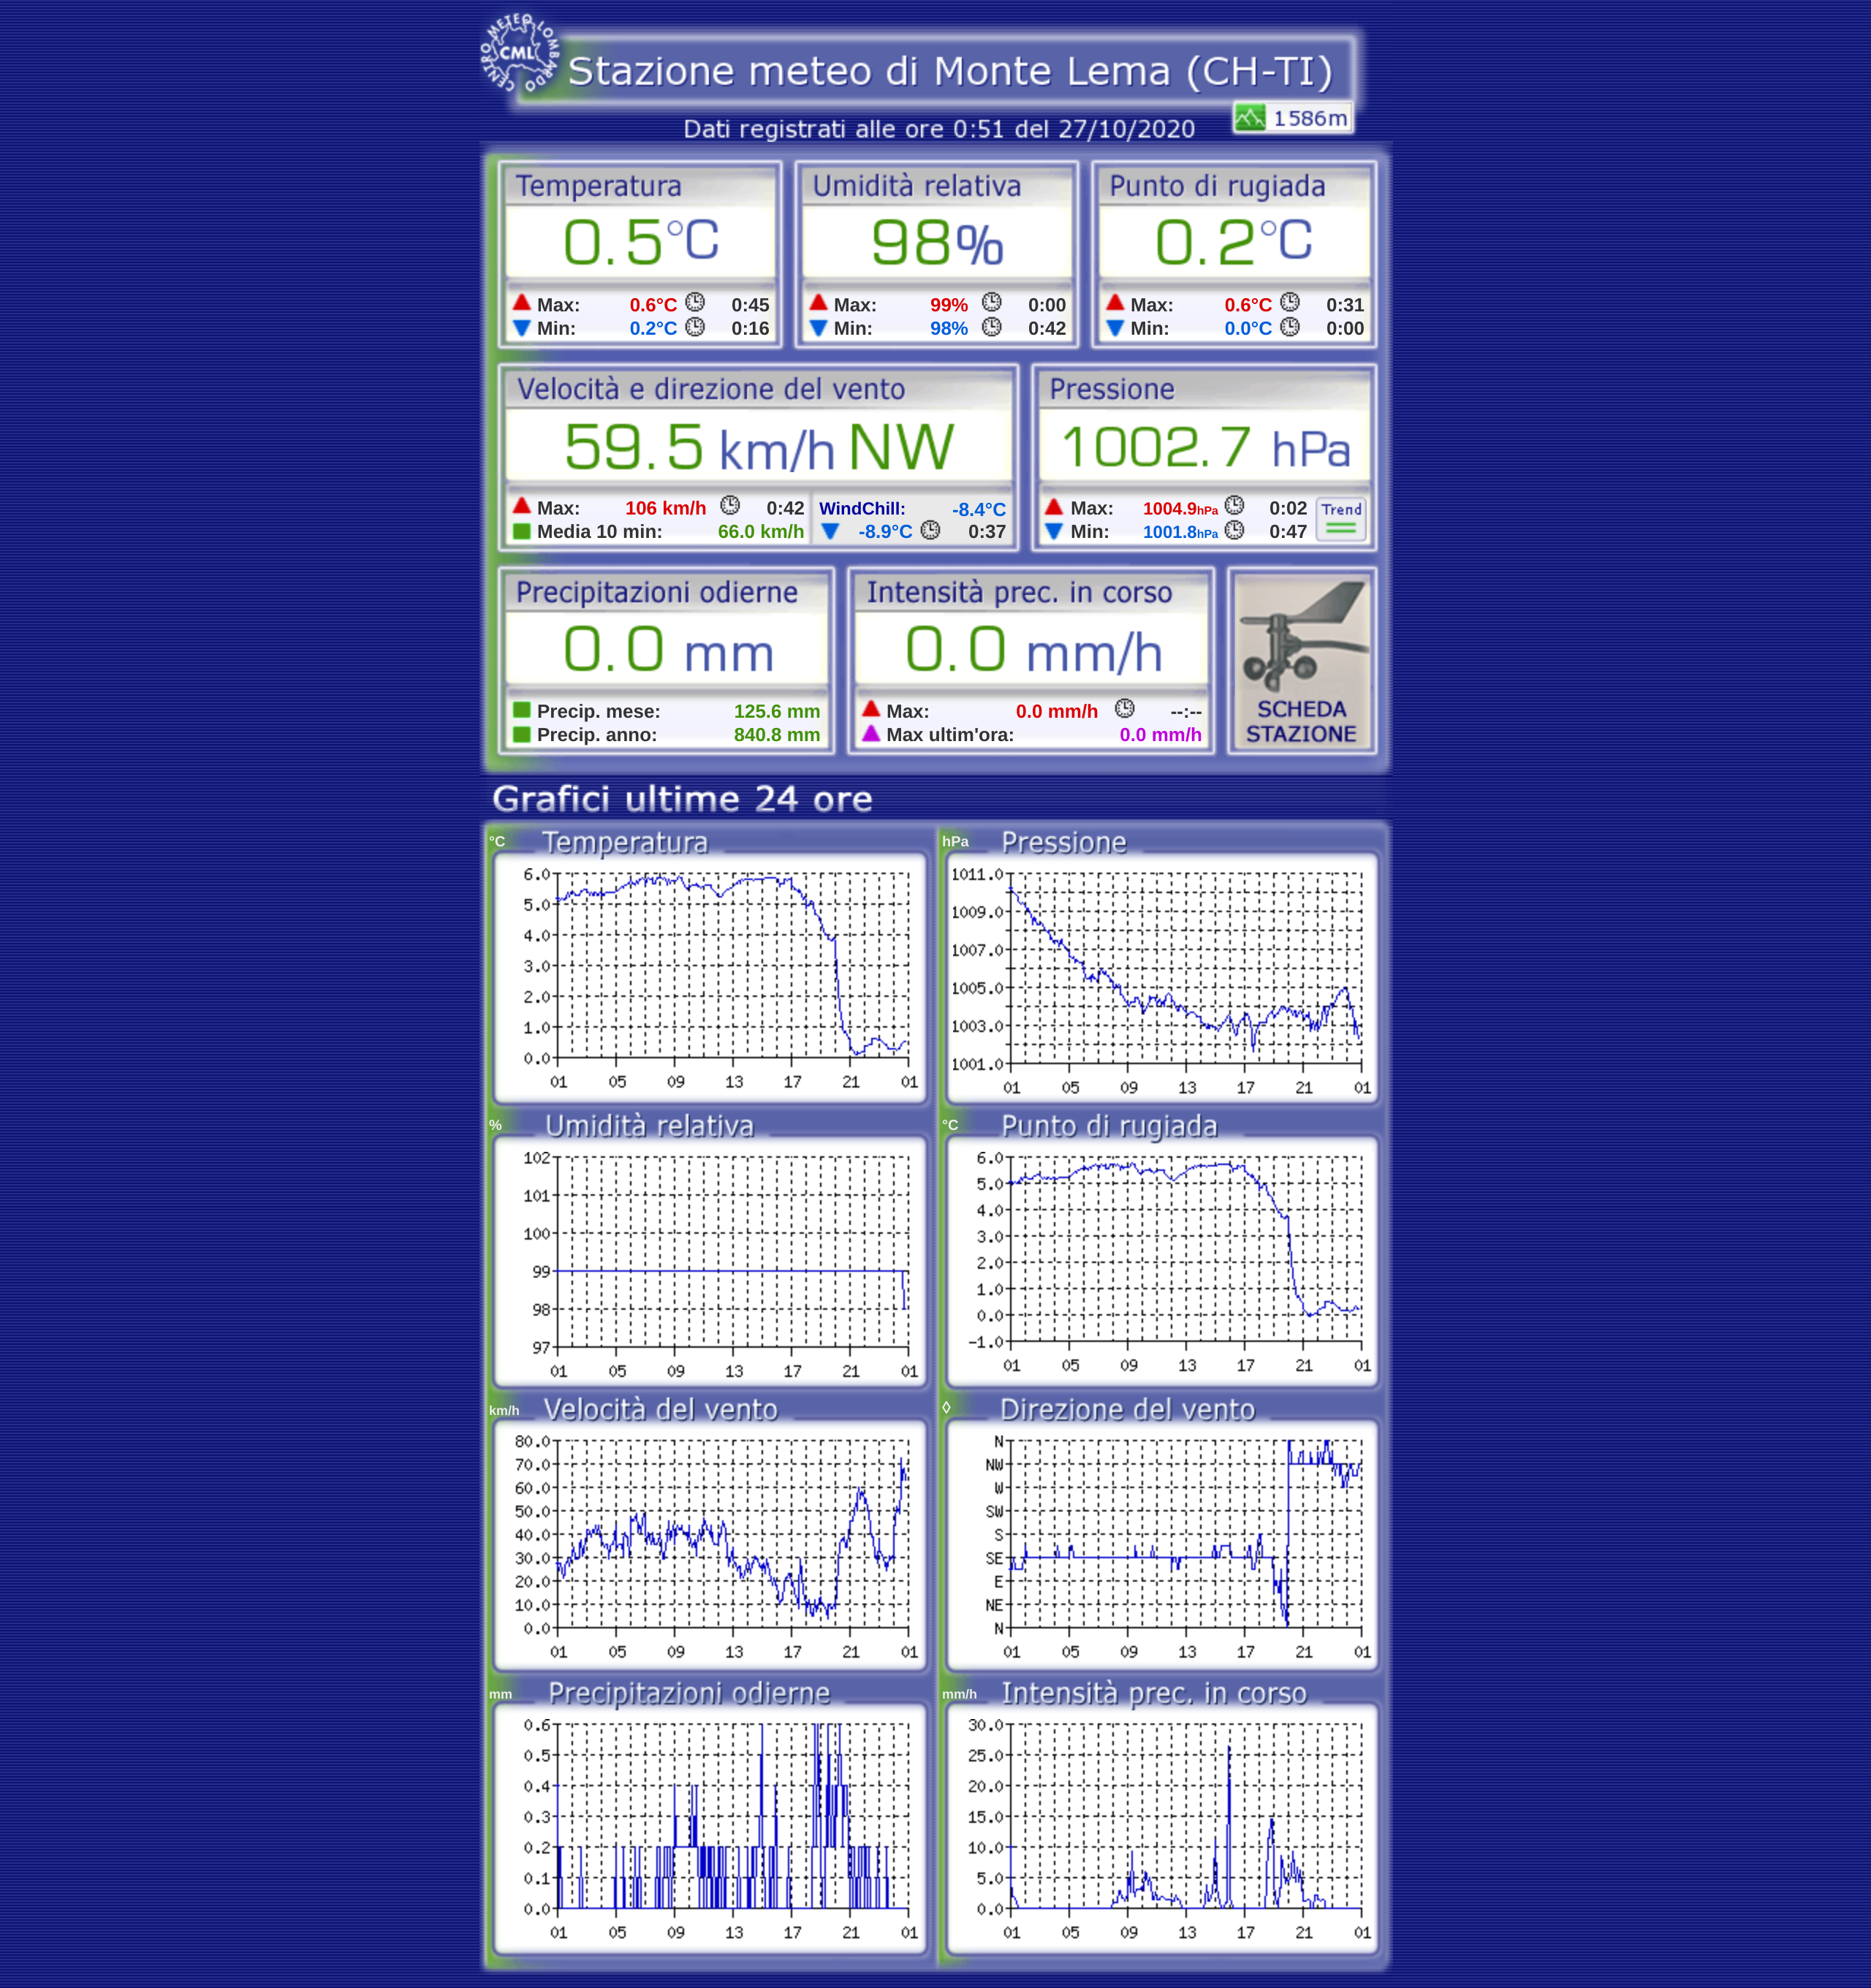 CENTRO METEO LOMBARDO
CML
Stazione meteo di Monte Lema (CH-TI)
1586m
Dati registrati alle ore 0:51 del 27/10/2020
Temperatura
0.5°C
Max: 0.6°C 0:45
Min: 0.2°C 0:16
Umidità relativa
98%
Max: 99% 0:00
Min: 98% 0:42
Punto di rugiada
0.2°C
Max: 0.6°C 0:31
Min: 0.0°C 0:00
Velocità e direzione del vento
59.5 km/h NW
Max: 106 km/h 0:42
Media 10 min: 66.0 km/h
WindChill: -8.4°C
-8.9°C 0:37
Pressione
1002.7 hPa
Max: 1004.9hPa 0:02
Min: 1001.8hPa 0:47
Trend
Precipitazioni odierne
0.0 mm
Precip. mese: 125.6 mm
Precip. anno: 840.8 mm
Intensità prec. in corso
0.0 mm/h
Max: 0.0 mm/h --:--
Max ultim'ora: 0.0 mm/h
SCHEDA
STAZIONE
Grafici ultime 24 ore
°C Temperatura
6.0
5.0
4.0
3.0
2.0
1.0
0.0
01 05 09 13 17 21 01
hPa Pressione
1011.0
1009.0
1007.0
1005.0
1003.0
1001.0
01 05 09 13 17 21 01
% Umidità relativa
102
101
100
99
98
97
01 05 09 13 17 21 01
°C Punto di rugiada
6.0
5.0
4.0
3.0
2.0
1.0
0.0
-1.0
01 05 09 13 17 21 01
km/h Velocità del vento
80.0
70.0
60.0
50.0
40.0
30.0
20.0
10.0
0.0
01 05 09 13 17 21 01
◊ Direzione del vento
N
NW
W
SW
S
SE
E
NE
N
01 05 09 13 17 21 01
mm Precipitazioni odierne
0.6
0.5
0.4
0.3
0.2
0.1
0.0
01 05 09 13 17 21 01
mm/h Intensità prec. in corso
30.0
25.0
20.0
15.0
10.0
5.0
0.0
01 05 09 13 17 21 01